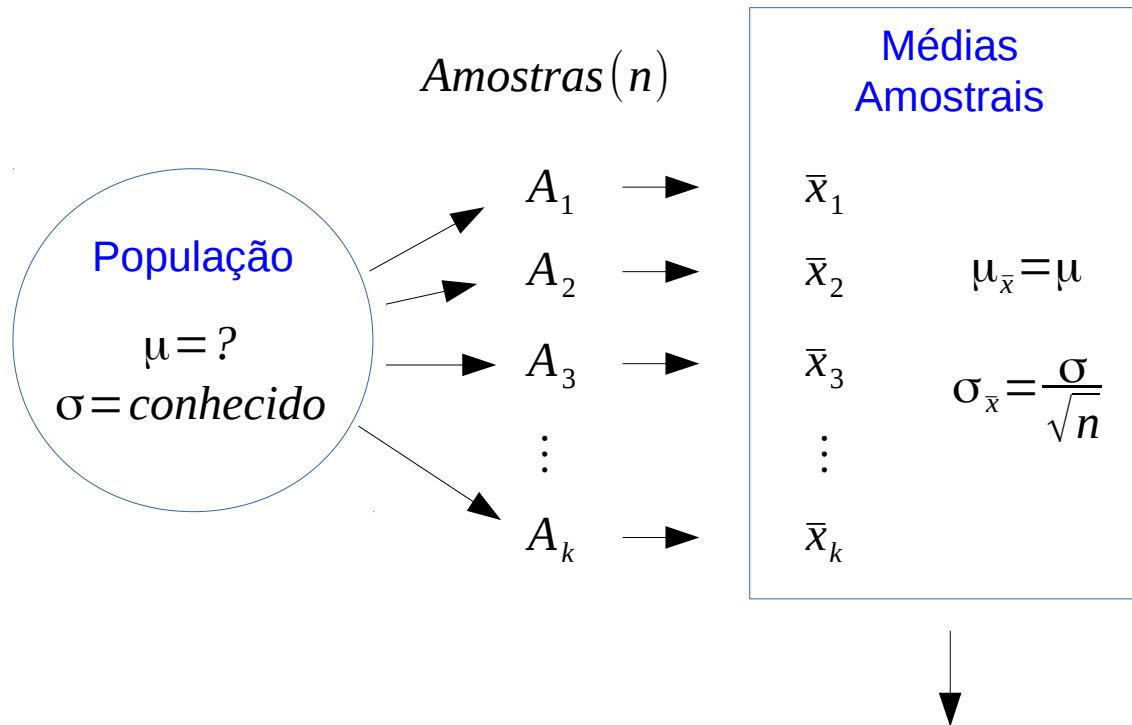 Amostras(n)
Médias
Amostrais
População
μ=?
σ=conhecido
A₁
x̄₁
A₂
x̄₂
μₓ̄=μ
A₃
x̄₃
σₓ̄=σ/√n
⋮
⋮
Aₖ
x̄ₖ